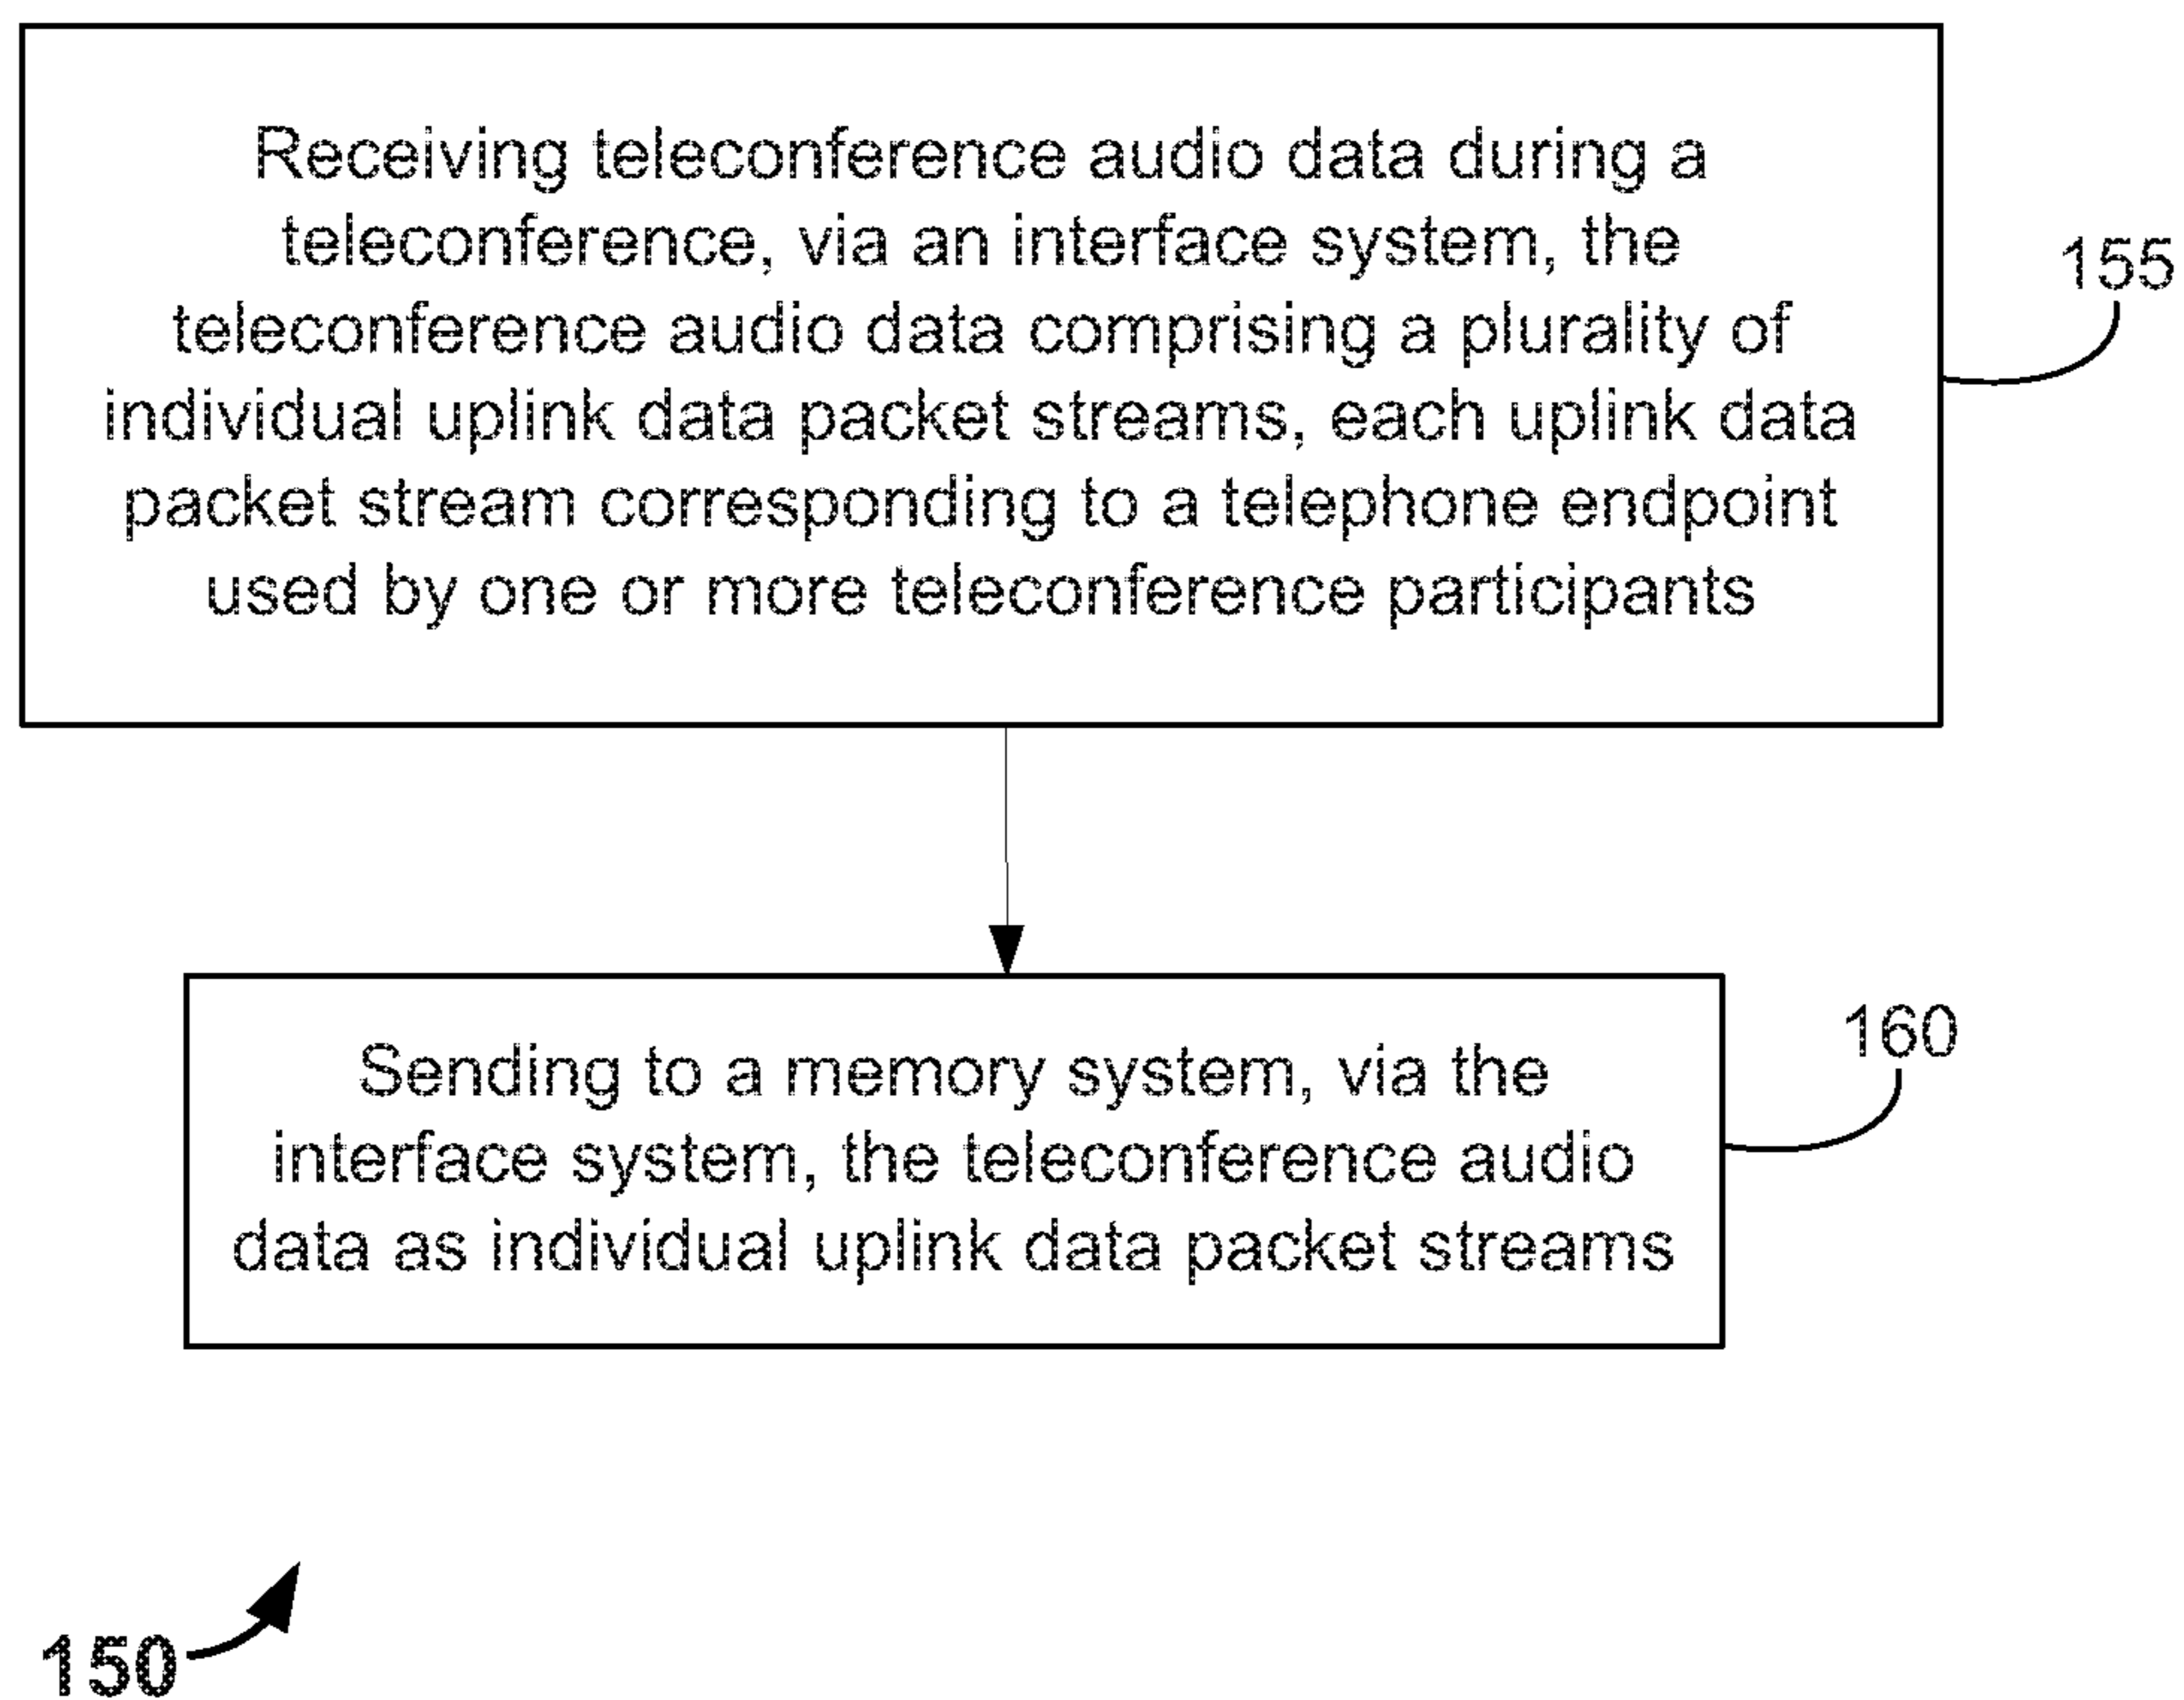 Receiving teleconference audio data during a
teleconference, via an interface system, the
teleconference audio data comprising a plurality of
individual uplink data packet streams, each uplink data
packet stream corresponding to a telephone endpoint
used by one or more teleconference participants
155
Sending to a memory system, via the
interface system, the teleconference audio
data as individual uplink data packet streams
160
150